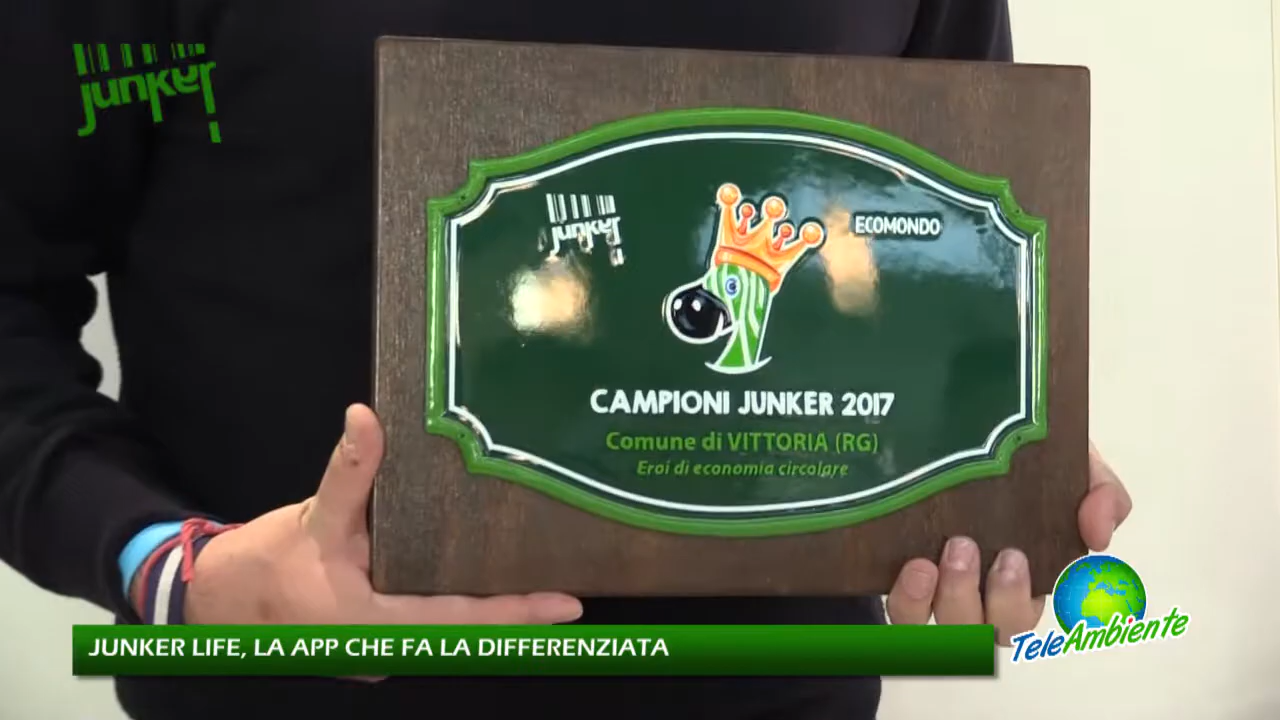 junker!
junker!
ECOMONDO
CAMPIONI JUNKER 2017
Comune di VITTORIA (RG)
Eroi di economia circolare
JUNKER LIFE, LA APP CHE FA LA DIFFERENZIATA
TeleAmbiente